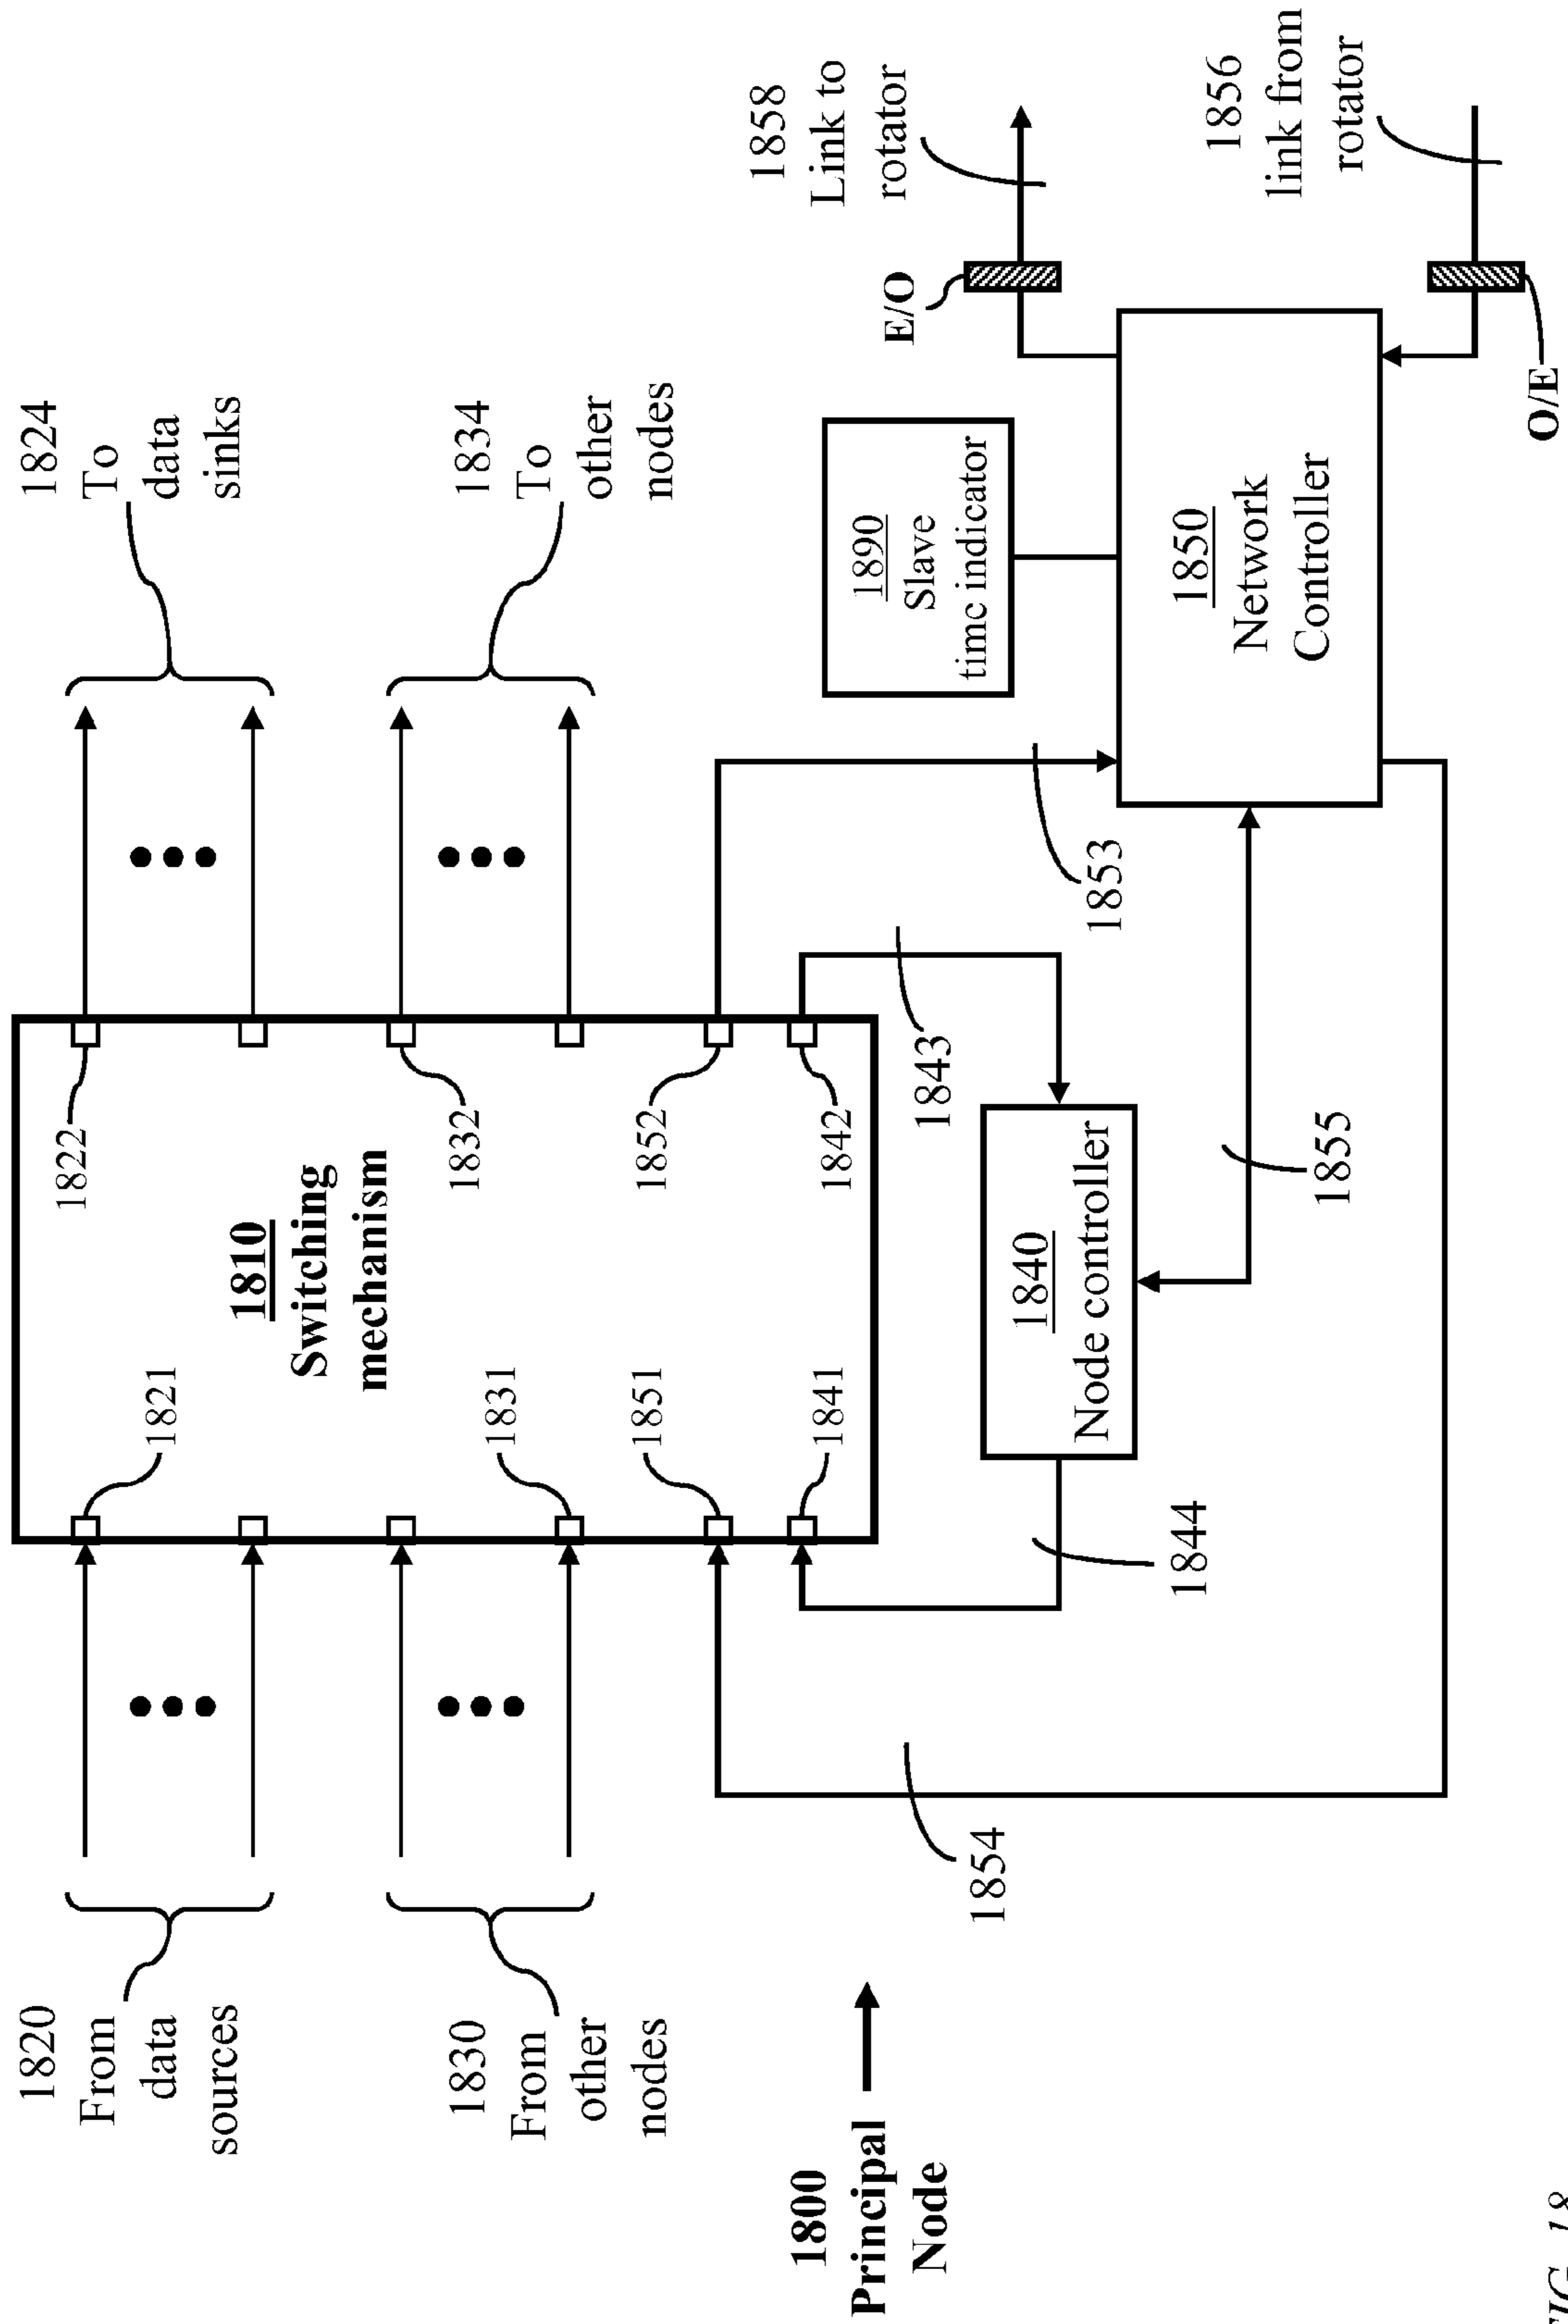 1820
From
data
sources
1824
To
data
sinks
1822
1821
1810
Switching
mechanism
1830
From
other
nodes
1834
To
other
nodes
1832
1831
1852
1851
1842
1841
1858
Link to
rotator
E/O
1890
Slave
time indicator
1800
Principal
Node
1843
1854
1840
Node controller
1853
1844
1850
Network
Controller
1856
link from
rotator
1855
O/E
FIG. 18